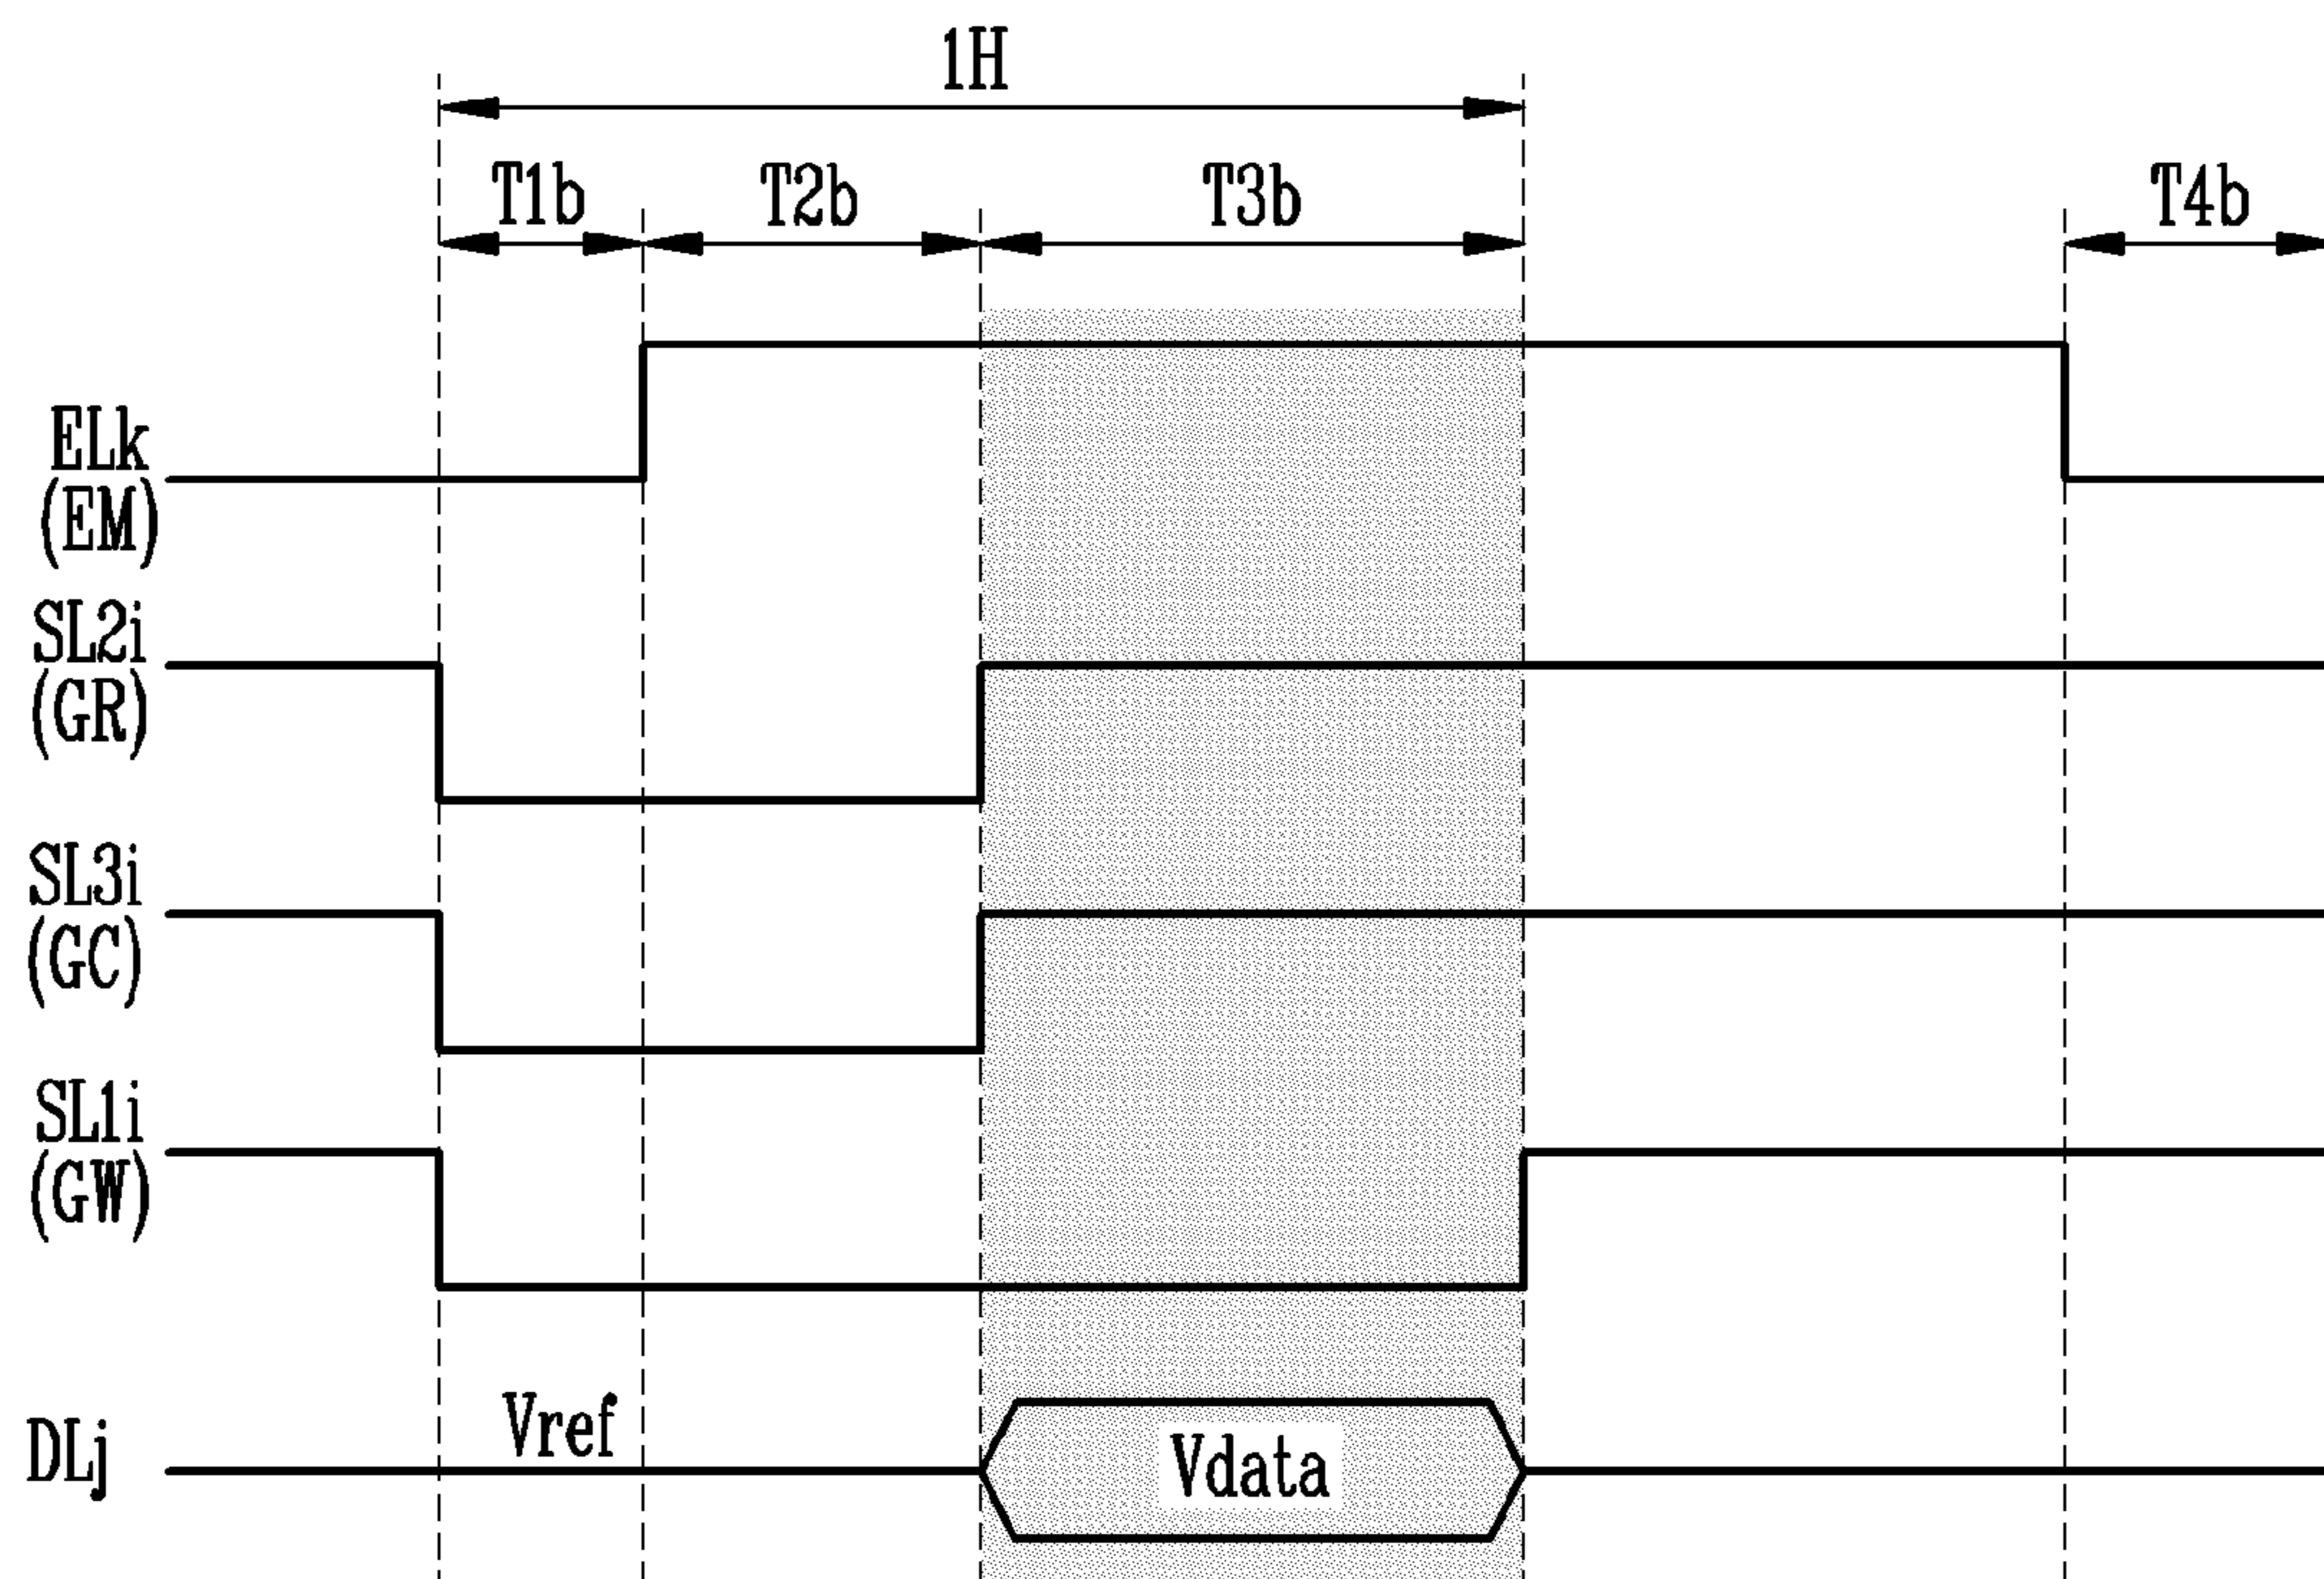 1H
T1b T2b T3b T4b
ELk
(EM)
SL2i
(GR)
SL3i
(GC)
SL1i
(GW)
DLj Vref Vdata